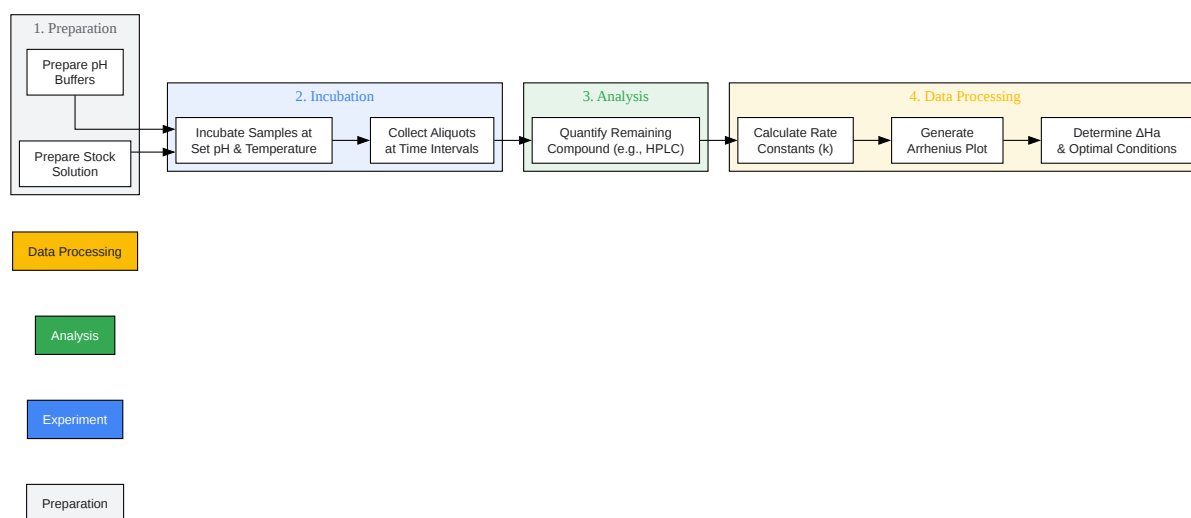 1. Preparation
Prepare pH
Buffers
Prepare Stock
Solution
2. Incubation
Incubate Samples at
Set pH & Temperature
Collect Aliquots
at Time Intervals
3. Analysis
Quantify Remaining
Compound (e.g., HPLC)
4. Data Processing
Calculate Rate
Constants (k)
Generate
Arrhenius Plot
Determine ΔHa
& Optimal Conditions
Data Processing
Analysis
Experiment
Preparation